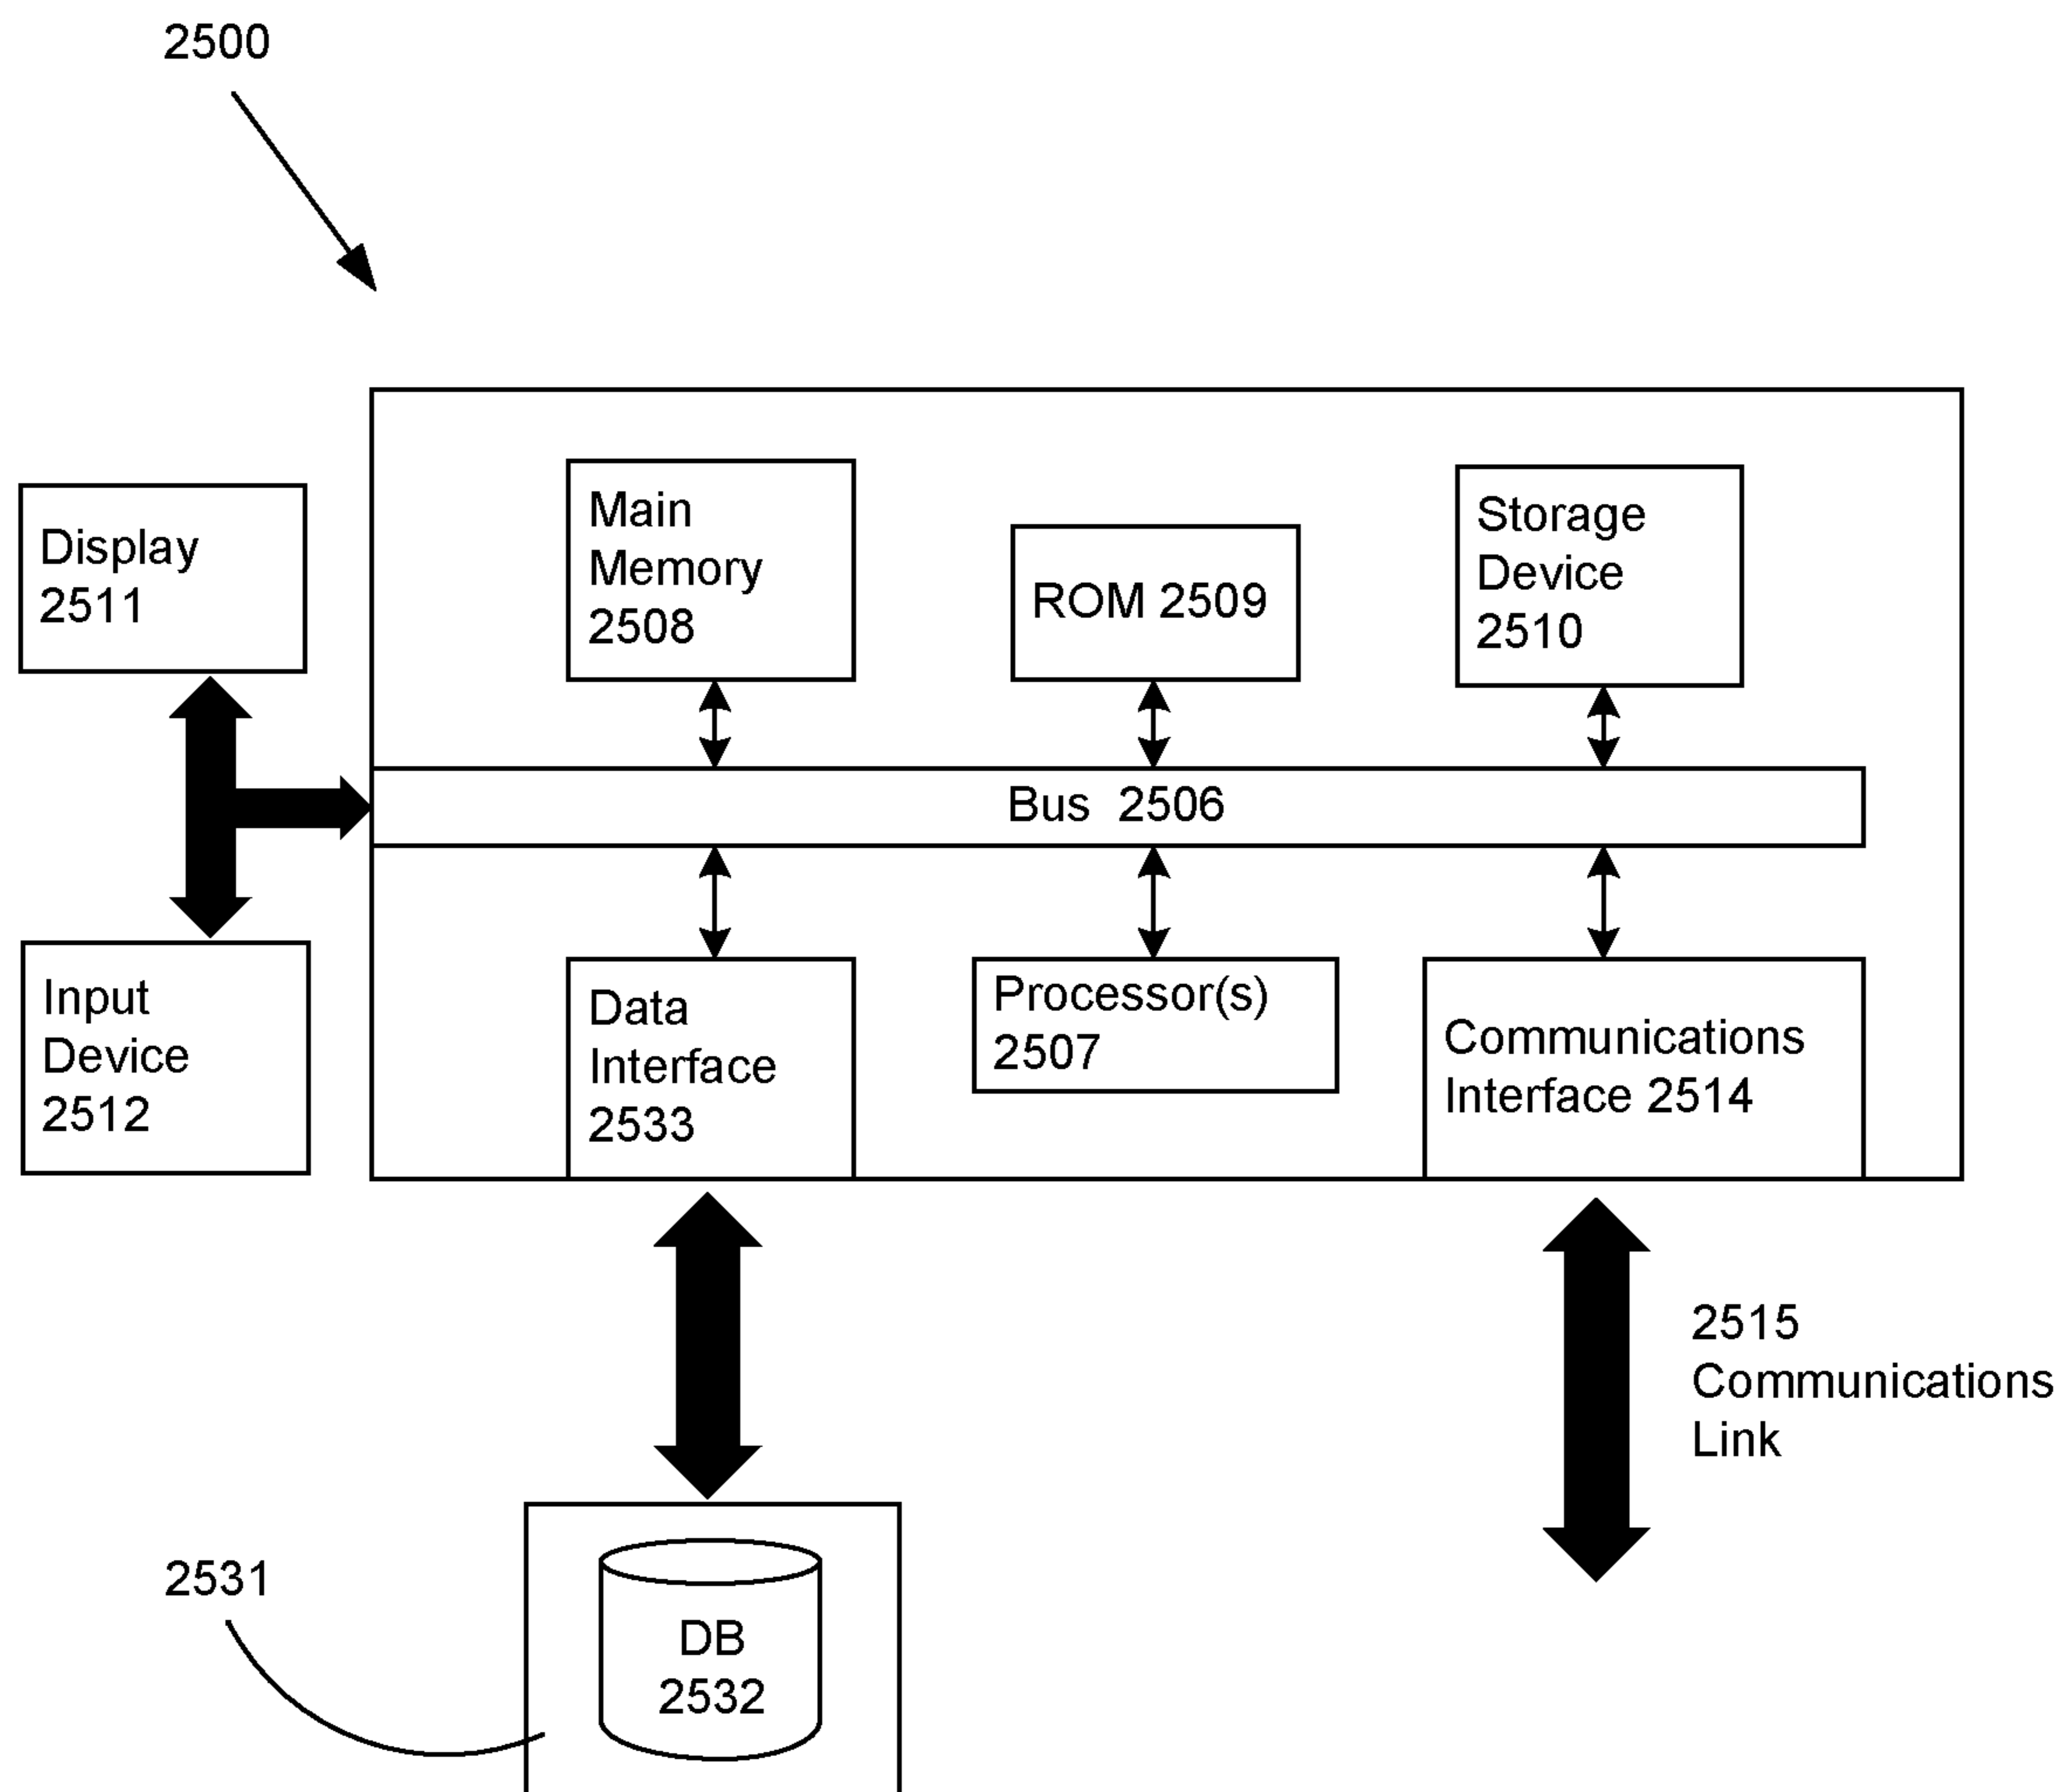 2500
Display
2511
Main
Memory
2508
ROM 2509
Storage
Device
2510
Bus 2506
Input
Device
2512
Data
Interface
2533
Processor(s)
2507
Communications
Interface 2514
2515
Communications
Link
2531
DB
2532